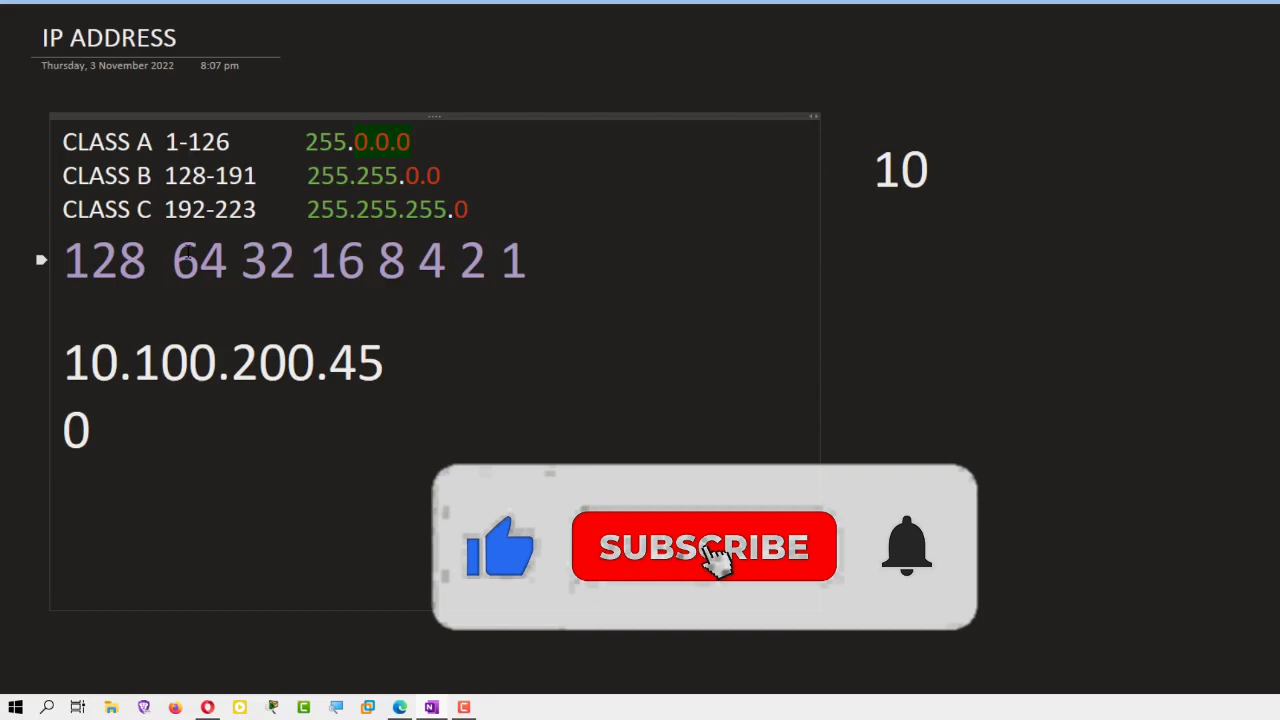 IP ADDRESS
Thursday, 3 November 2022 8:07 pm
CLASS A 1-126 255.0.0.0
CLASS B 128-191 255.255.0.0
CLASS C 192-223 255.255.255.0
10
128 64 32 16 8 4 2 1
10.100.200.45
0
SUBSCRIBE